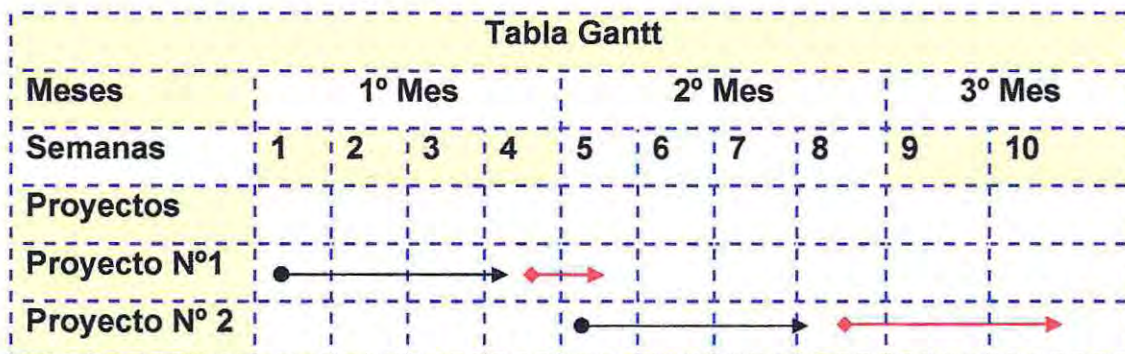 Tabla Gantt
Meses 1º Mes 2º Mes 3º Mes
Semanas 1 2 3 4 5 6 7 8 9 10
Proyectos
Proyecto Nº1
Proyecto Nº 2